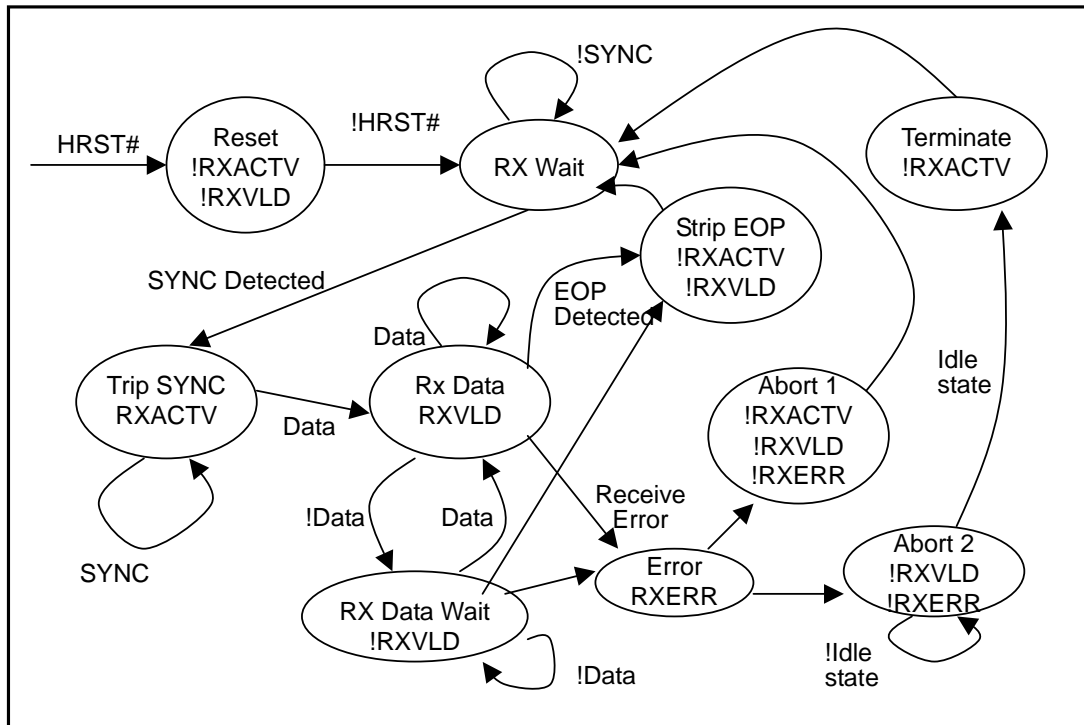 !SYNC
HRST#
Reset
!RXACTV
!RXVLD
!HRST#
RX Wait
Terminate
!RXACTV
Strip EOP
!RXACTV
!RXVLD
SYNC Detected
EOP
Detected
Data
Trip SYNC
RXACTV
Data
Rx Data
RXVLD
Idle
state
Abort 1
!RXACTV
!RXVLD
!RXERR
SYNC
!Data
Data
Receive
Error
RX Data Wait
!RXVLD
!Data
Error
RXERR
Abort 2
!RXVLD
!RXERR
!Idle
state